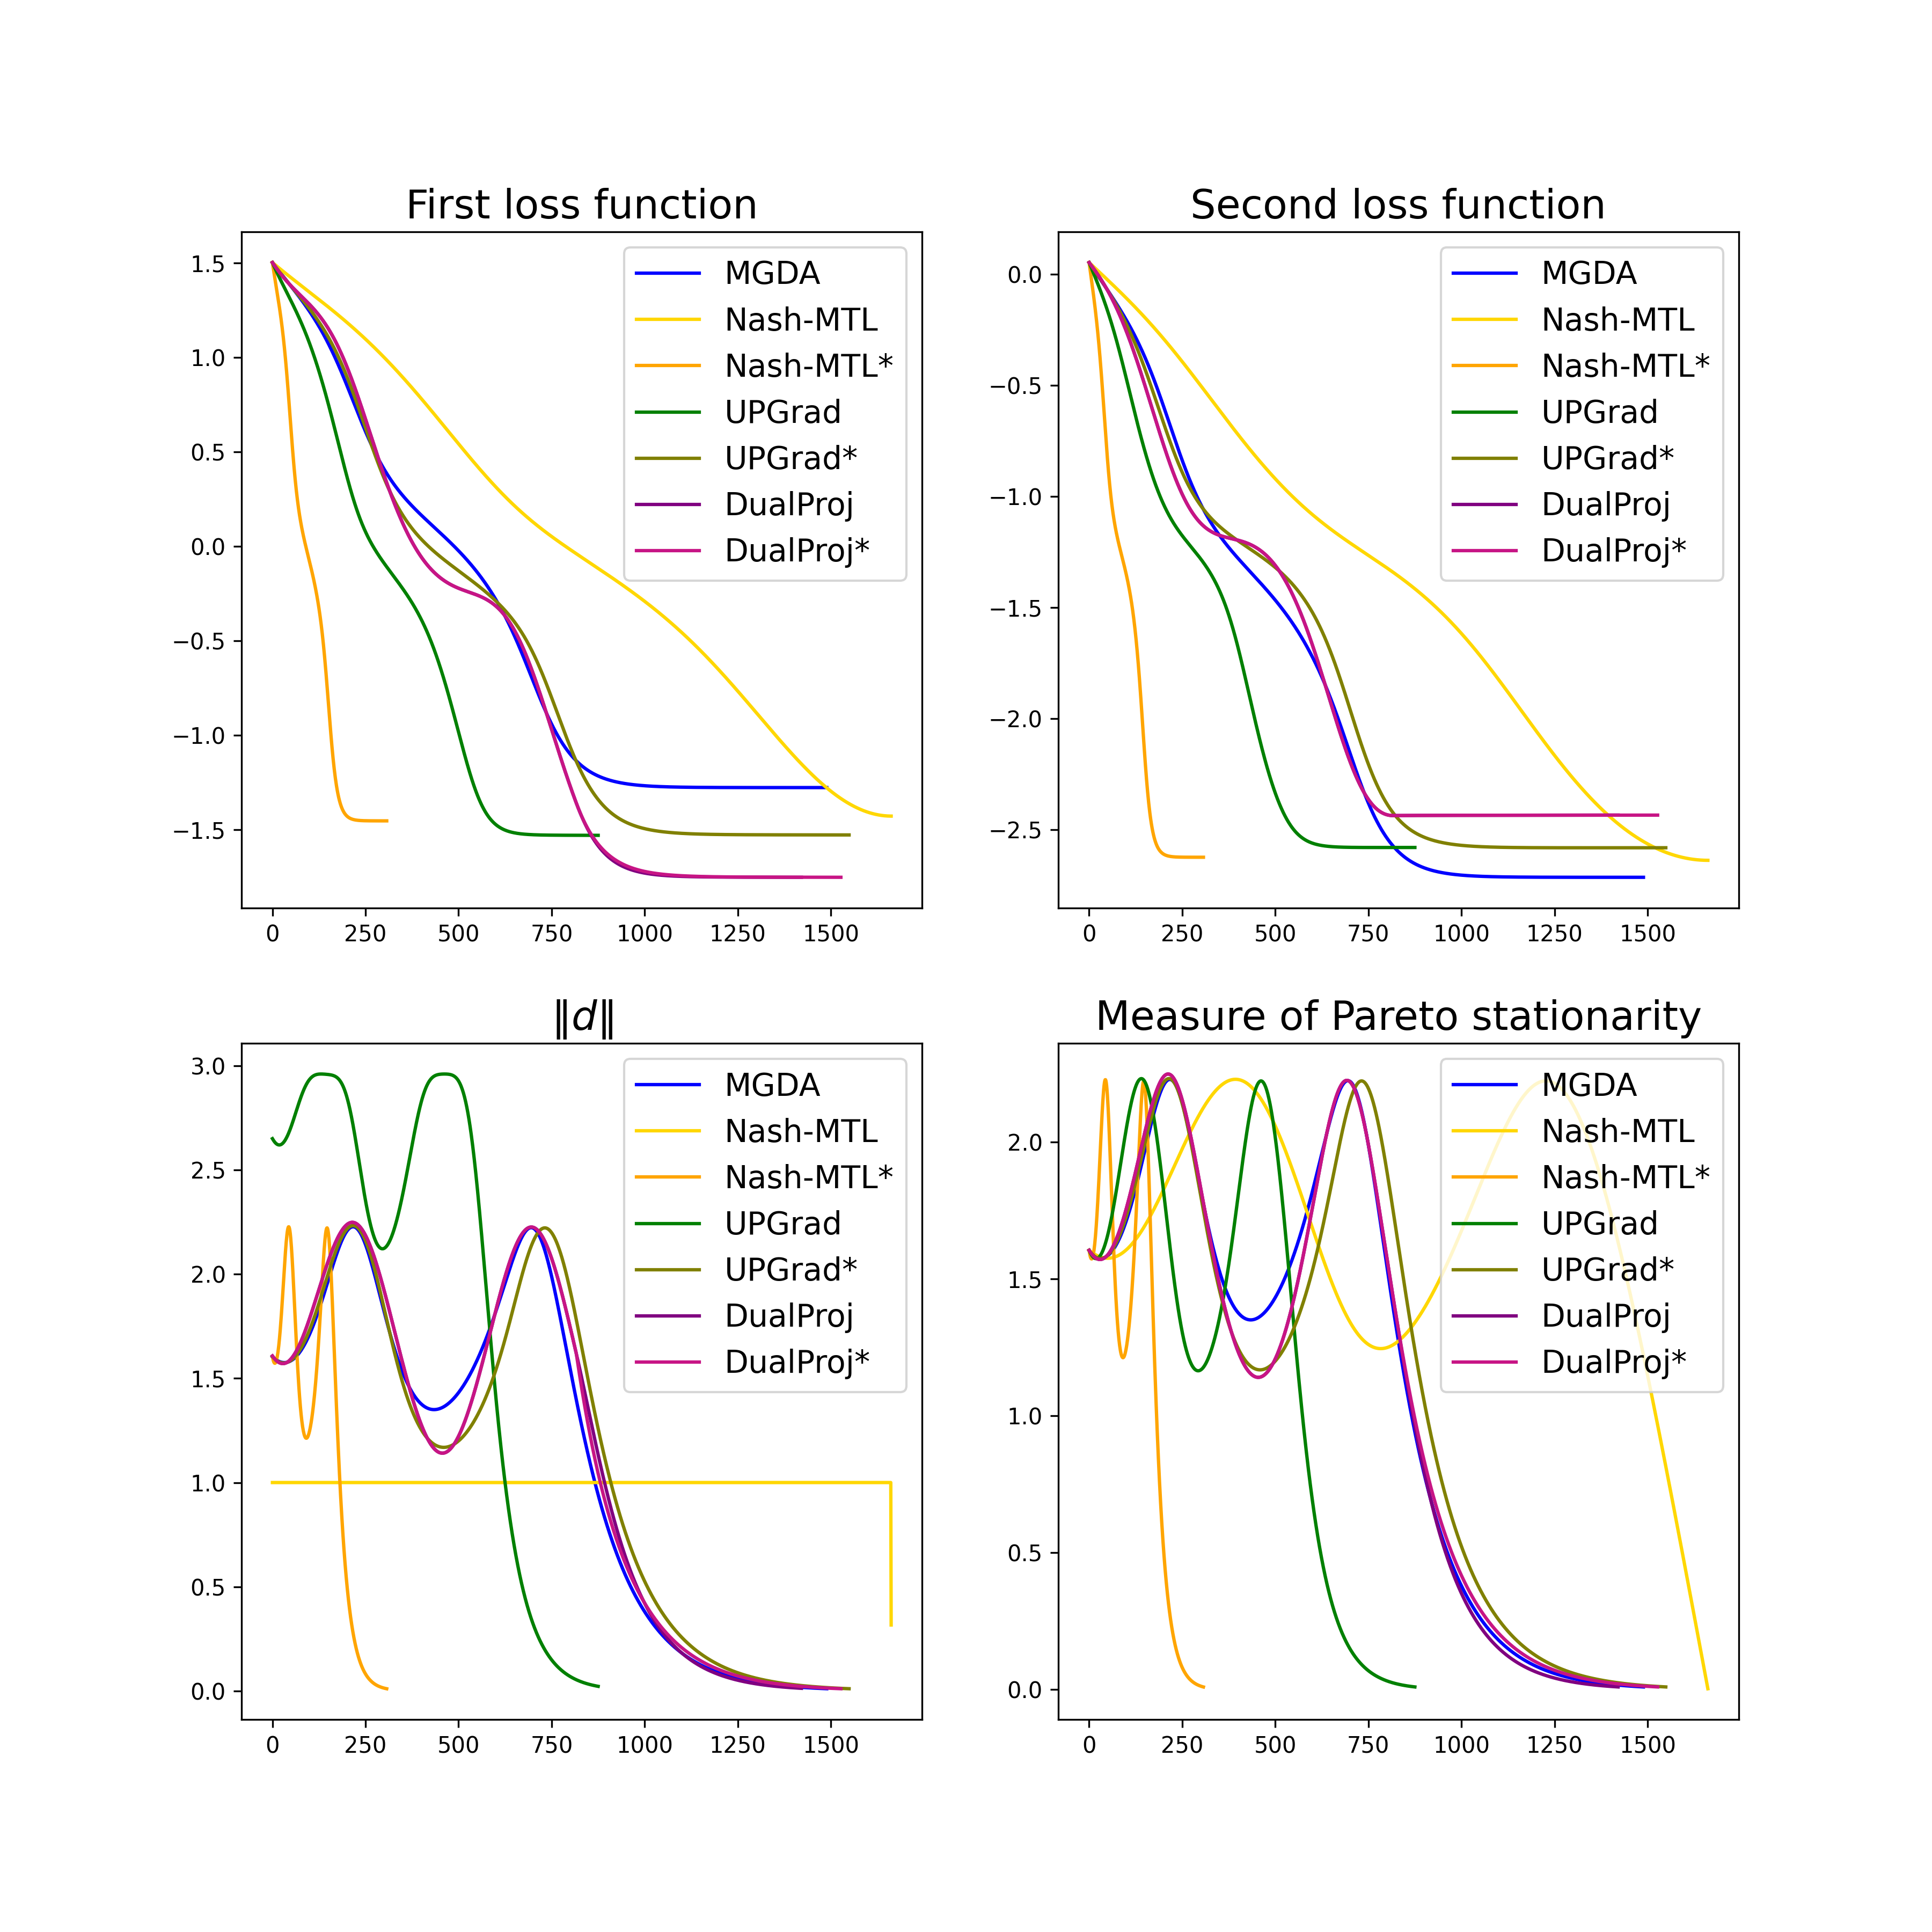 First loss function
1.5
1.0
0.5
0.0
−0.5
−1.0
−1.5
MGDA
Nash-MTL
Nash-MTL*
UPGrad
UPGrad*
DualProj
DualProj*
0 250 500 750 1000 1250 1500
Second loss function
0.0
−0.5
−1.0
−1.5
−2.0
−2.5
MGDA
Nash-MTL
Nash-MTL*
UPGrad
UPGrad*
DualProj
DualProj*
0 250 500 750 1000 1250 1500
‖d‖
3.0
2.5
2.0
1.5
1.0
0.5
0.0
MGDA
Nash-MTL
Nash-MTL*
UPGrad
UPGrad*
DualProj
DualProj*
0 250 500 750 1000 1250 1500
Measure of Pareto stationarity
2.0
1.5
1.0
0.5
0.0
MGDA
Nash-MTL
Nash-MTL*
UPGrad
UPGrad*
DualProj
DualProj*
0 250 500 750 1000 1250 1500